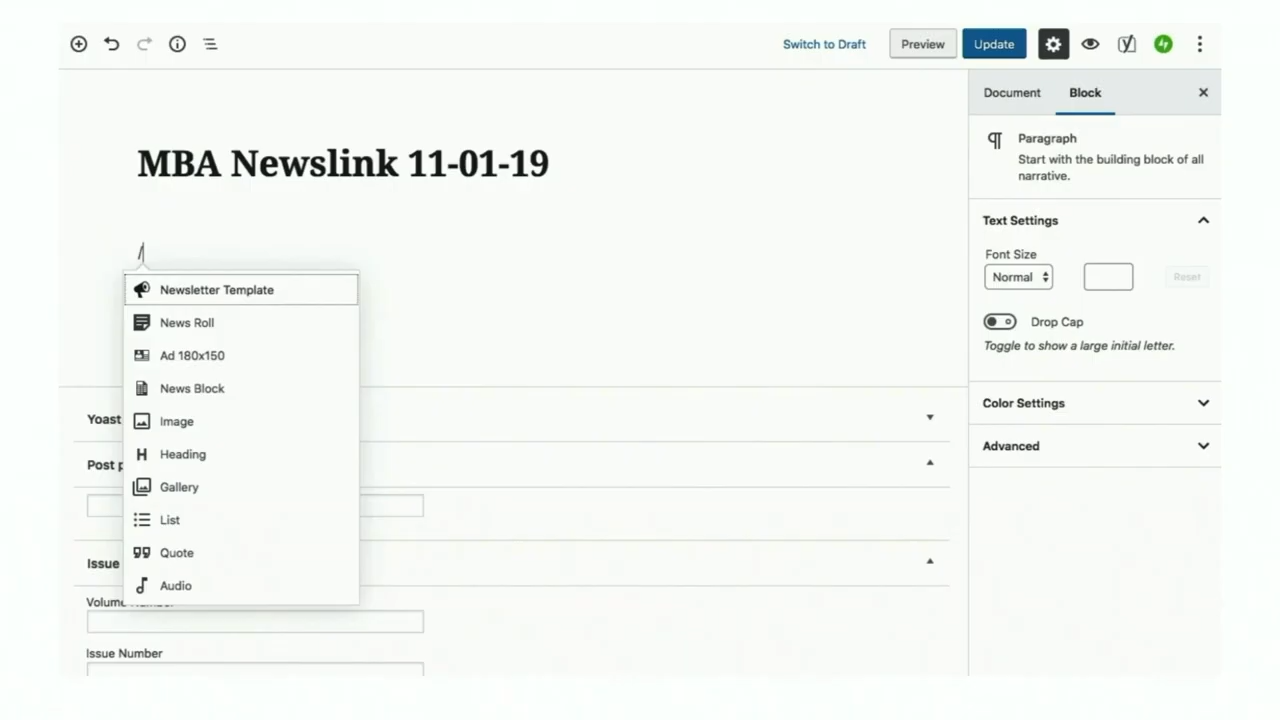 Switch to Draft
Preview
Update
MBA Newslink 11-01-19
/
Newsletter Template
News Roll
Ad 180x150
News Block
Image
Heading
Gallery
List
Quote
Audio
Yoast
Post p
Issue
Volume Number
Issue Number
Document
Block
Paragraph
Start with the building block of all
narrative.
Text Settings
Font Size
Normal
Reset
Drop Cap
Toggle to show a large initial letter.
Color Settings
Advanced